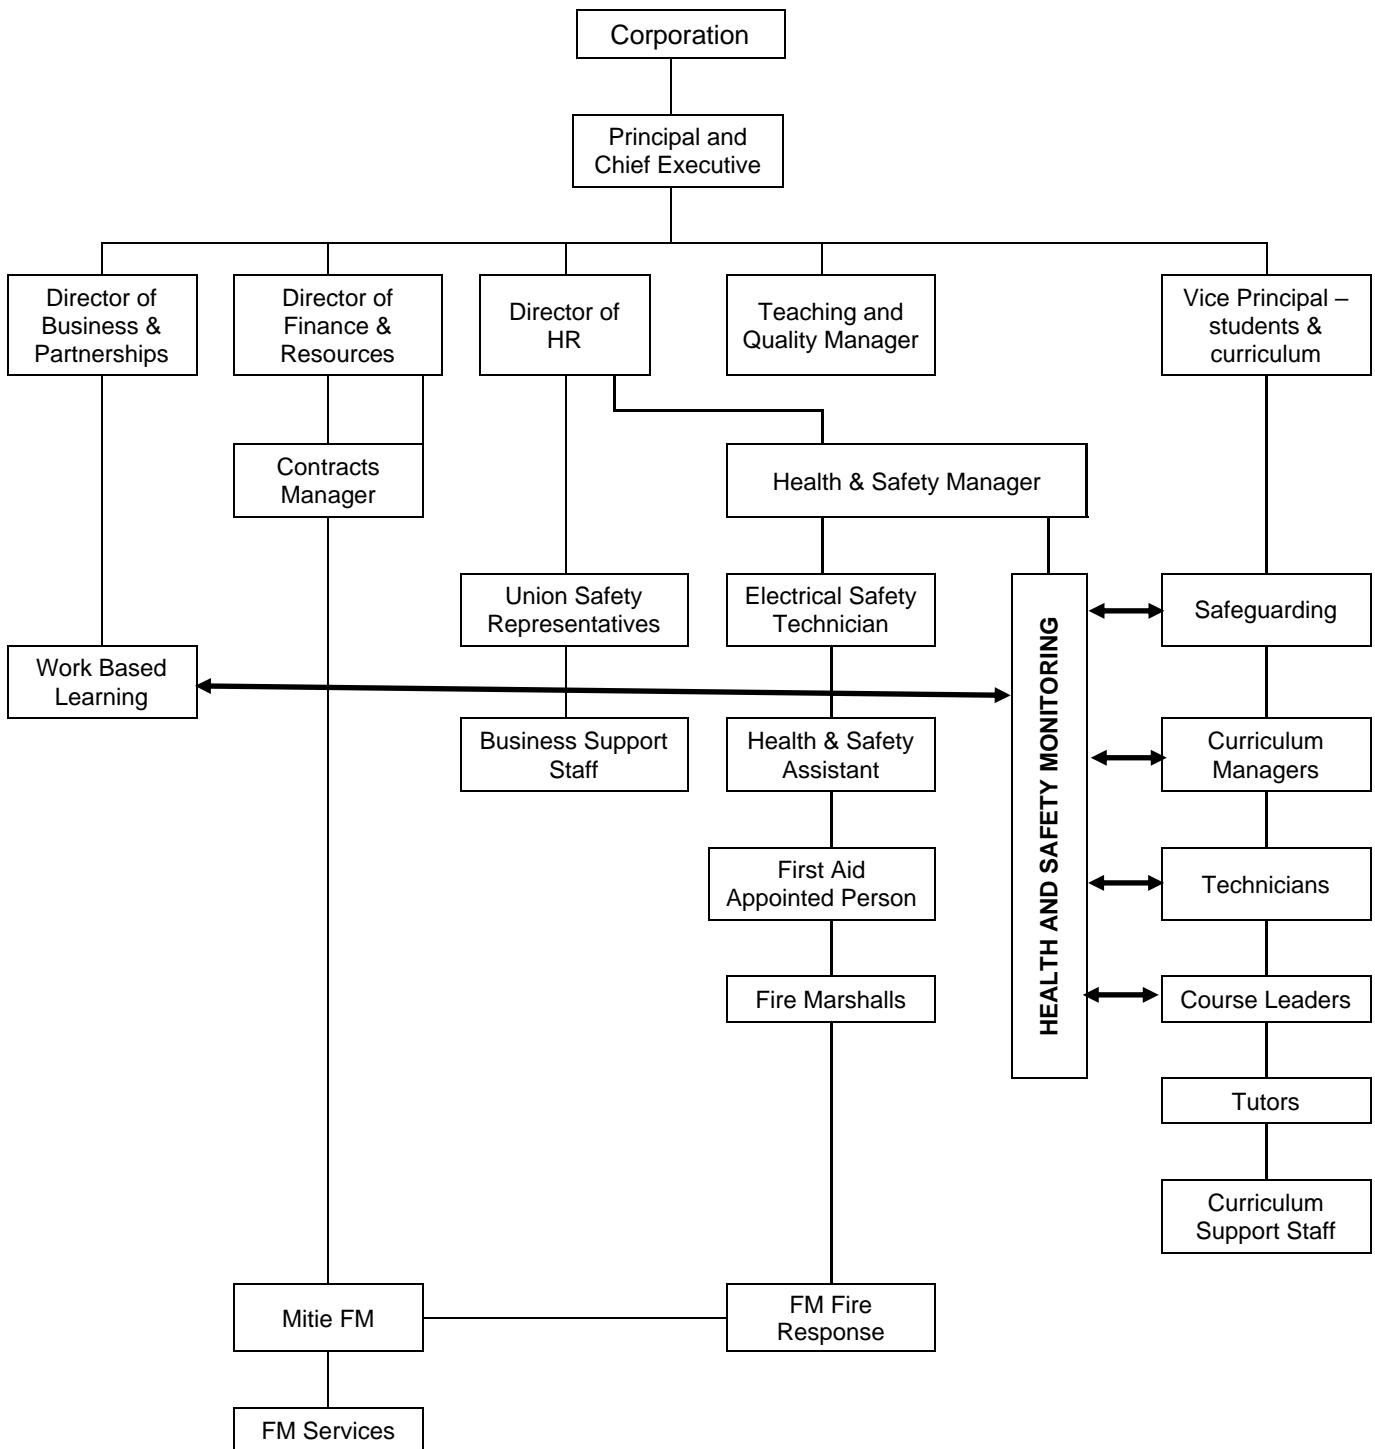 Corporation
Principal and
Chief Executive
Director of
Business &
Partnerships
Director of
Finance &
Resources
Director of
HR
Teaching and
Quality Manager
Vice Principal –
students &
curriculum
Contracts
Manager
Health & Safety Manager
Union Safety
Representatives
Electrical Safety
Technician
HEALTH AND SAFETY MONITORING
Safeguarding
Work Based
Learning
Business Support
Staff
Health & Safety
Assistant
Curriculum
Managers
First Aid
Appointed Person
Technicians
Fire Marshalls
Course Leaders
Tutors
Curriculum
Support Staff
Mitie FM
FM Fire
Response
FM Services